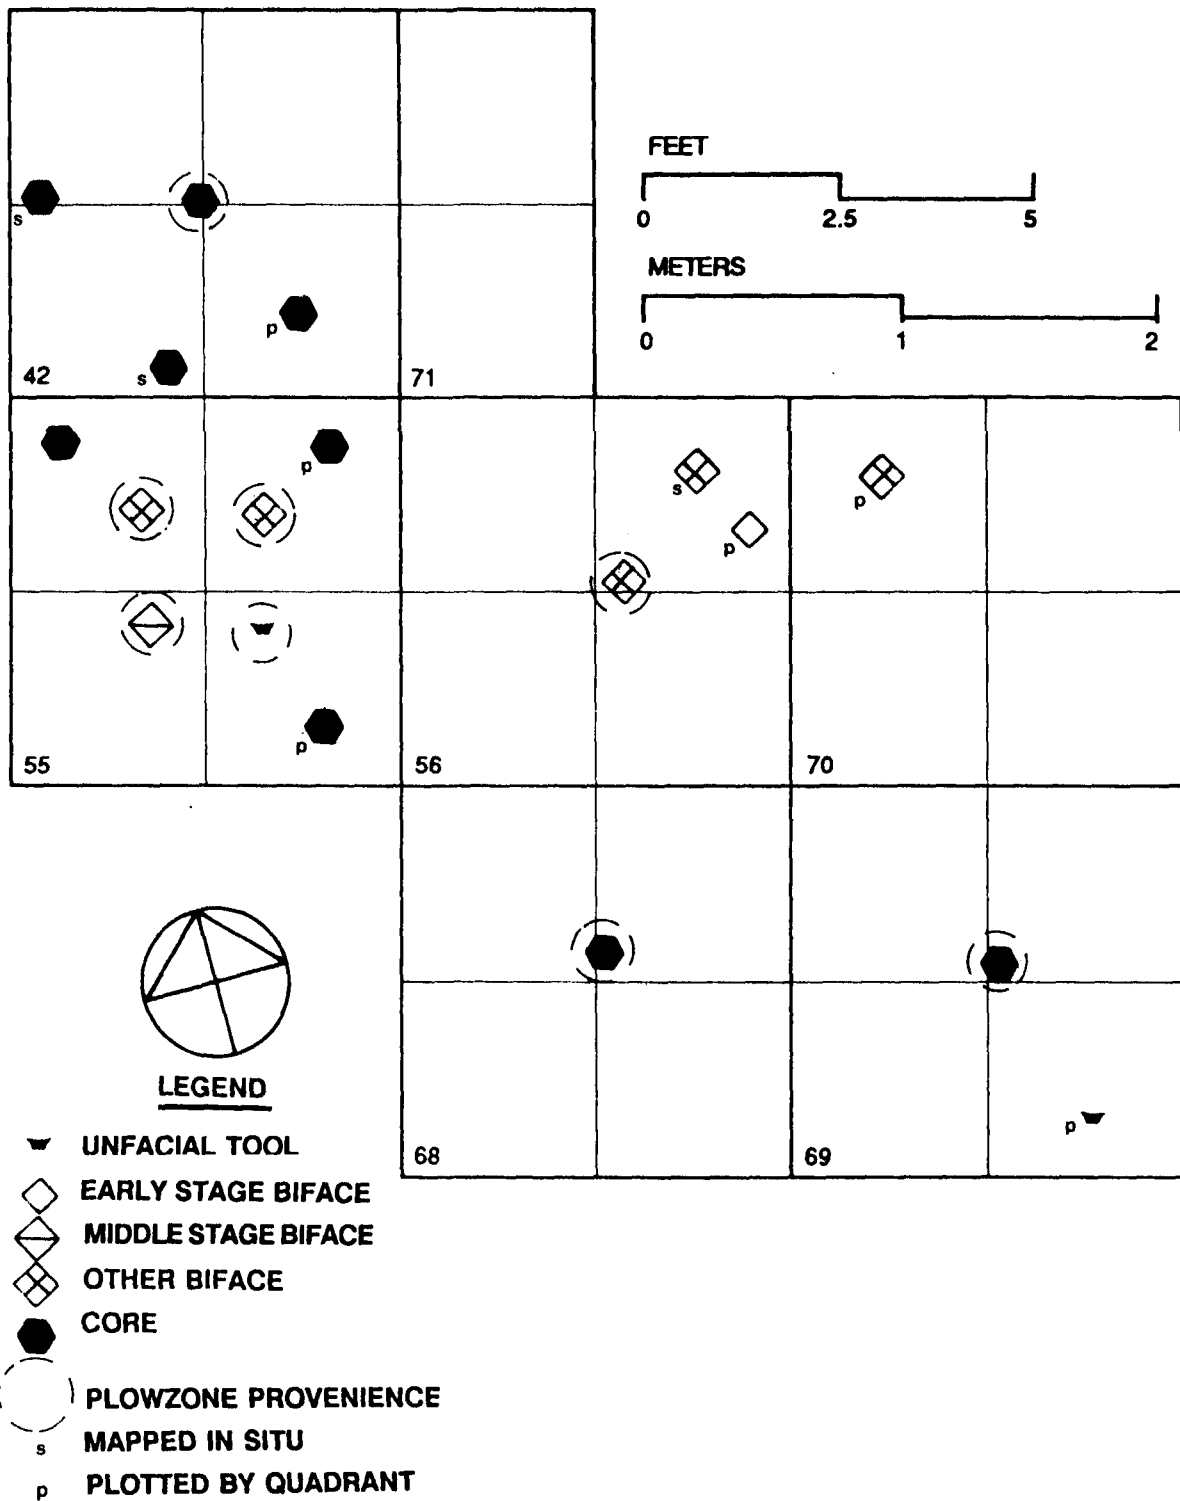 FEET
0 2.5 5
METERS
0 1 2
s
p
s
42 71
p
s
p
p
p
55 56 70
p
68 69
LEGEND
UNFACIAL TOOL
EARLY STAGE BIFACE
MIDDLE STAGE BIFACE
OTHER BIFACE
CORE
PLOWZONE PROVENIENCE
s MAPPED IN SITU
p PLOTTED BY QUADRANT